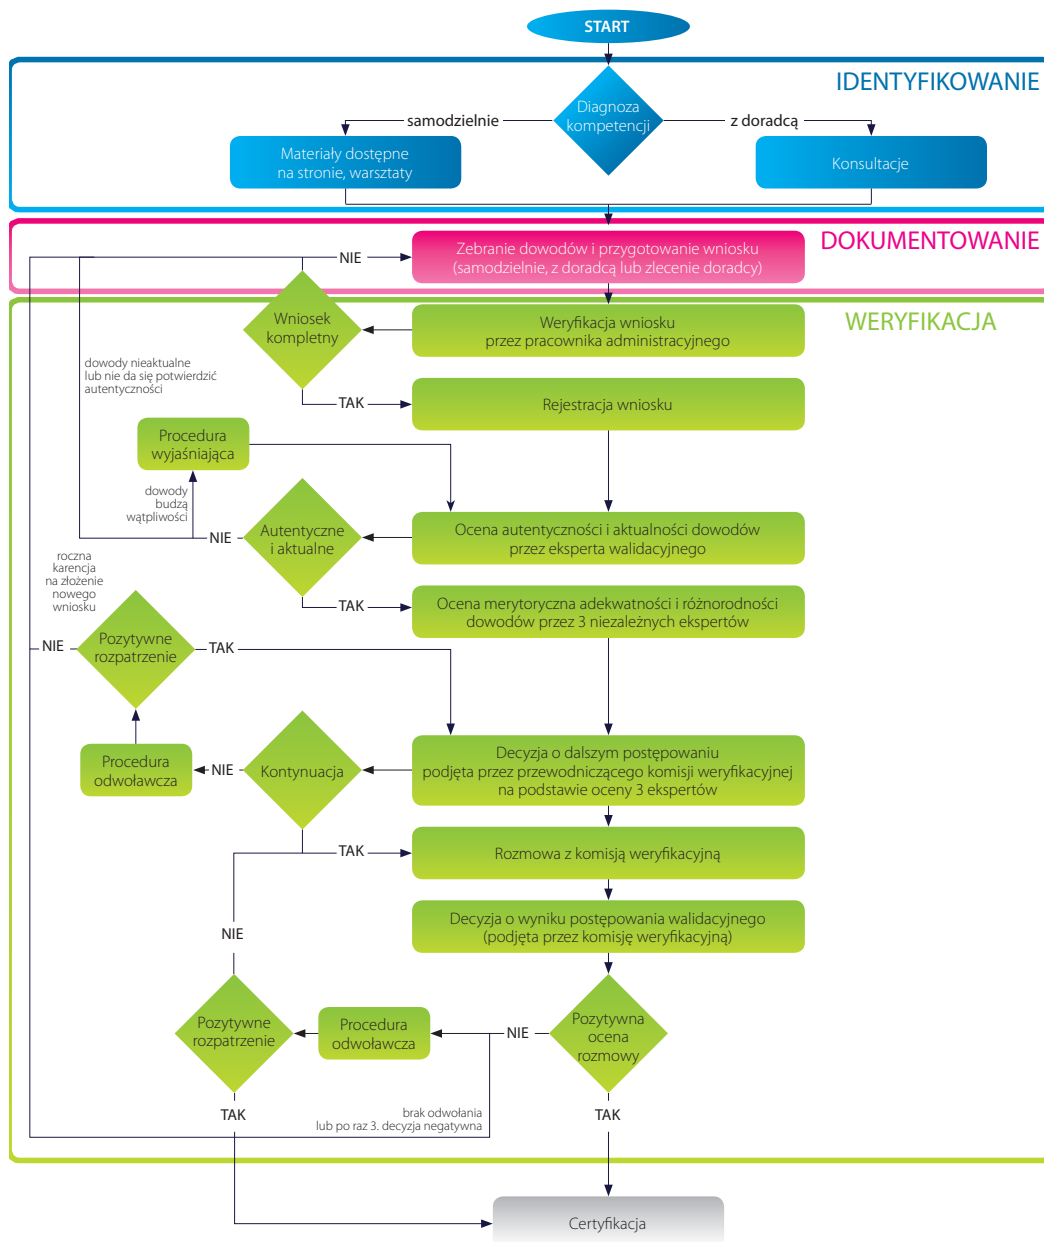 START
IDENTYFIKOWANIE
Diagnoza
kompetencji
samodzielnie
z doradcą
Materiały dostępne
na stronie, warsztaty
Konsultacje
DOKUMENTOWANIE
Zebranie dowodów i przygotowanie wniosku
(samodzielnie, z doradcą lub zlecenie doradcy)
NIE
WERYFIKACJA
Wniosek
kompletny
Weryfikacja wniosku
przez pracownika administracyjnego
dowody nieaktualne
lub nie da się potwierdzić
autentyczności
TAK
Rejestracja wniosku
Procedura
wyjaśniająca
dowody
budzą
wątpliwości
NIE
Autentyczne
i aktualne
Ocena autentyczności i aktualności dowodów
przez eksperta walidacyjnego
roczna
karencja
na złożenie
nowego
wniosku
TAK
Ocena merytoryczna adekwatności i różnorodności
dowodów przez 3 niezależnych ekspertów
NIE
Pozytywne
rozpatrzenie
TAK
Procedura
odwoławcza
NIE
Kontynuacja
Decyzja o dalszym postępowaniu
podjęta przez przewodniczącego komisji weryfikacyjnej
na podstawie oceny 3 ekspertów
TAK
Rozmowa z komisją weryfikacyjną
NIE
Decyzja o wyniku postępowania walidacyjnego
(podjęta przez komisję weryfikacyjną)
Pozytywne
rozpatrzenie
Procedura
odwoławcza
NIE
Pozytywna
ocena
rozmowy
TAK
brak odwołania
lub po raz 3. decyzja negatywna
TAK
Certyfikacja